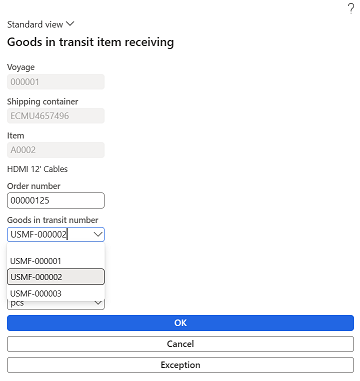 ?
Standard view
Goods in transit item receiving
Voyage
000001
Shipping container
ECMU4657496
Item
A0002
HDMI 12' Cables
Order number
00000125
Goods in transit number
USMF-000002
USMF-000001
USMF-000002
USMF-000003
pcs
OK
Cancel
Exception